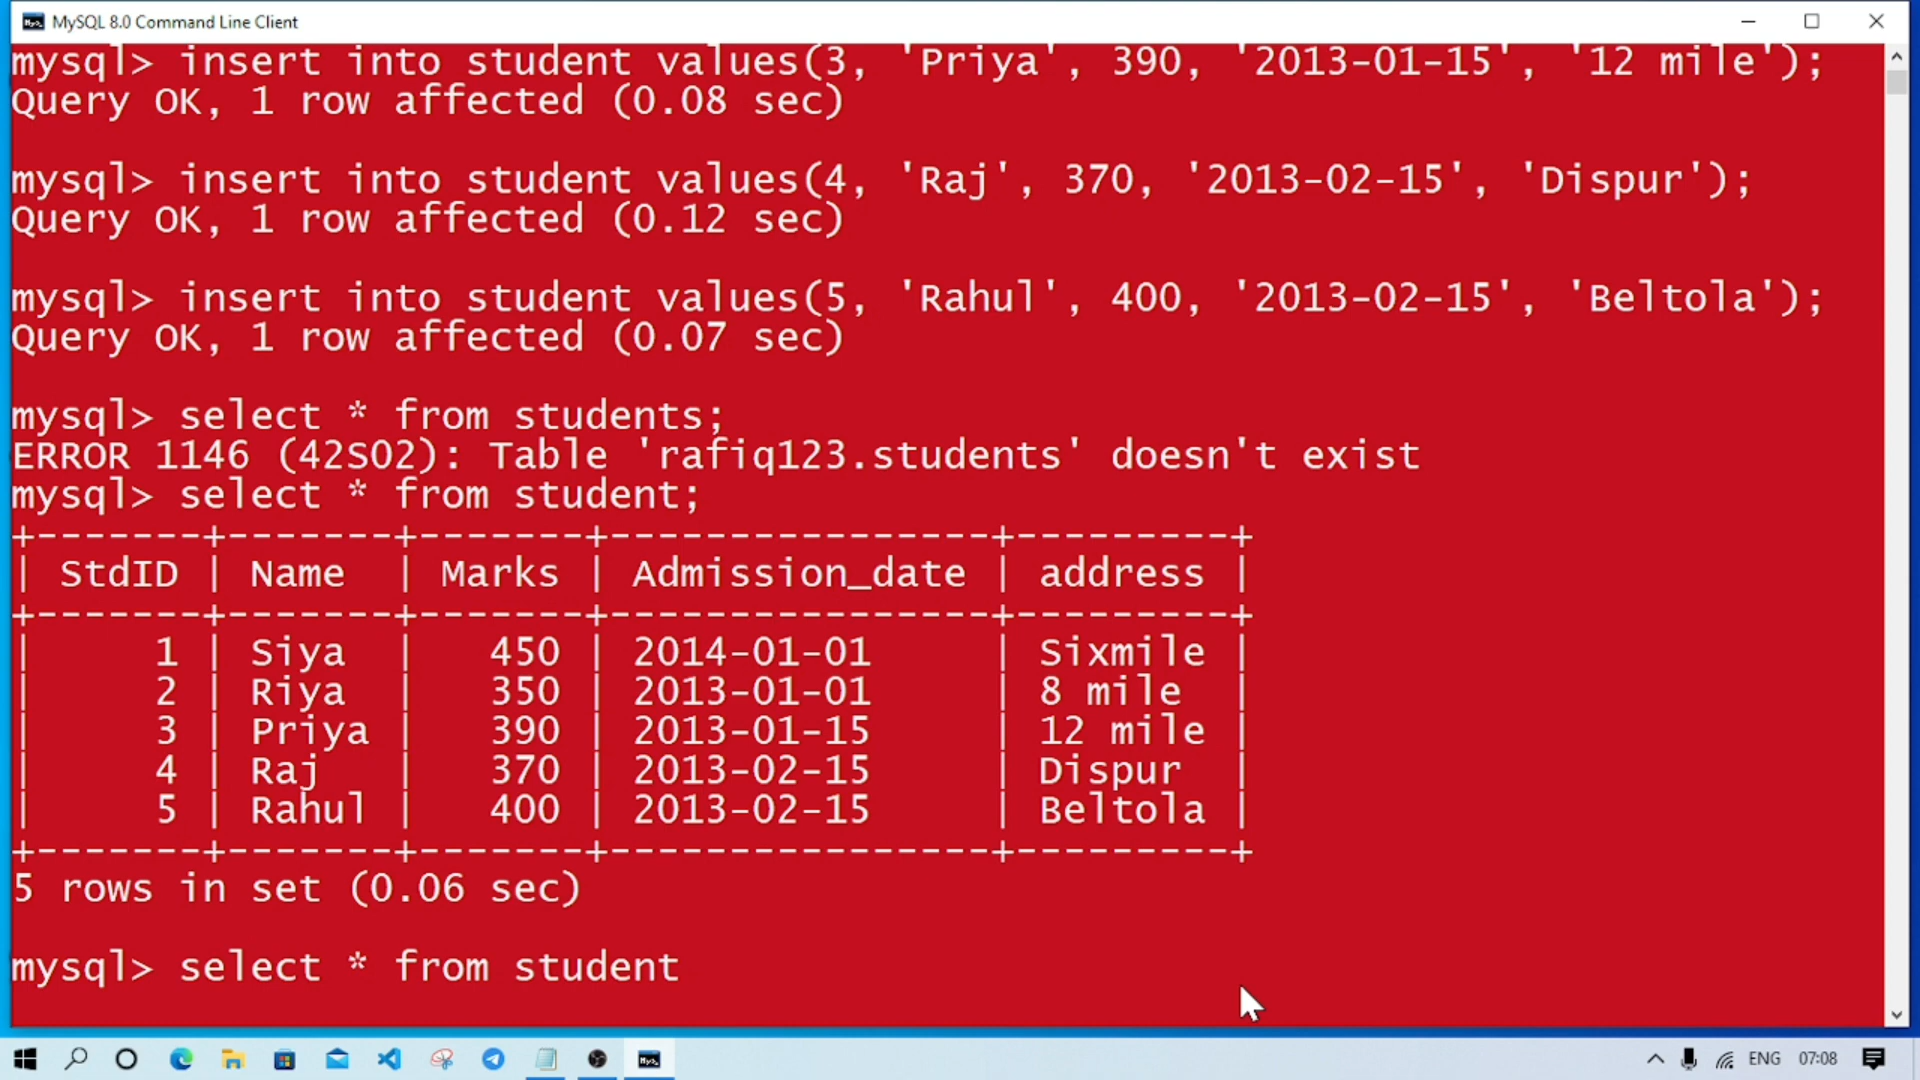 MySQL 8.0 Command Line Client
mysql> insert into student values(3, 'Priya', 390, '2013-01-15', '12 mile');
Query OK, 1 row affected (0.08 sec)
mysql> insert into student values(4, 'Raj', 370, '2013-02-15', 'Dispur');
Query OK, 1 row affected (0.12 sec)
mysql> insert into student values(5, 'Rahul', 400, '2013-02-15', 'Beltola');
Query OK, 1 row affected (0.07 sec)
mysql> select * from students;
ERROR 1146 (42S02): Table 'rafiq123.students' doesn't exist
mysql> select * from student;
+-------+-------+-------+----------------+---------+
| StdID | Name  | Marks | Admission_date | address |
+-------+-------+-------+----------------+---------+
|     1 | Siya  |   450 | 2014-01-01     | Sixmile |
|     2 | Riya  |   350 | 2013-01-01     | 8 mile  |
|     3 | Priya |   390 | 2013-01-15     | 12 mile |
|     4 | Raj   |   370 | 2013-02-15     | Dispur  |
|     5 | Rahul |   400 | 2013-02-15     | Beltola |
+-------+-------+-------+----------------+---------+
5 rows in set (0.06 sec)
mysql> select * from student
ENG 07:08